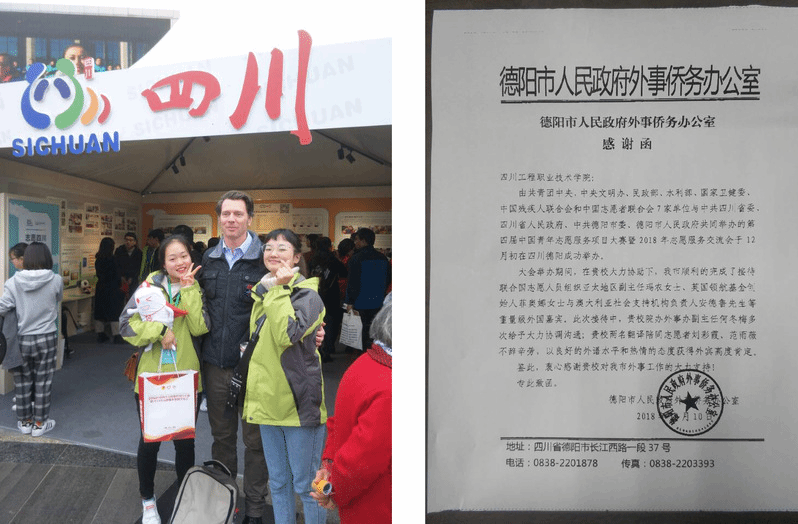 四川
SICHUAN
SICHUAN
德阳市人民政府外事侨务办公室
德阳市人民政府外事侨务办公室
感谢函
四川工程职业技术学院:
由共青团中央、中央文明办、民政部、水利部、国家卫健委、
中国残疾人联合会和中国志愿者联合会7家单位与中共四川省委、
四川省人民政府、中共德阳市委、德阳市人民政府共同举办的第
四届中国青年志愿服务项目大赛暨2018年志愿服务交流会于12
月初在四川德阳成功举办。
大会举办期间,在贵校大力协助下,我市顺利的完成了接待
联合国志愿人员组织亚太地区副主任玛农女士、英国领航基金创
始人菲奥娜女士与澳大利亚社会支持机构负责人安德鲁先生等
重量级外国嘉宾。此次接待中,贵校院办外事办副主任何冬梅多
次给予大力协调沟通;贵校两名翻译陪同志愿者刘彩霞、范雨薇
不辞辛劳,以良好的外语水平和热情的态度获得外宾高度肯定。
鉴此,衷心感谢贵校对我市外事工作的大力支持!
专此致函。
德阳市人民政府外事侨务办公室
2018 月10日
地址:四川省德阳市长江西路一段37号
电话:0838-2201878 传真:0838-2203393